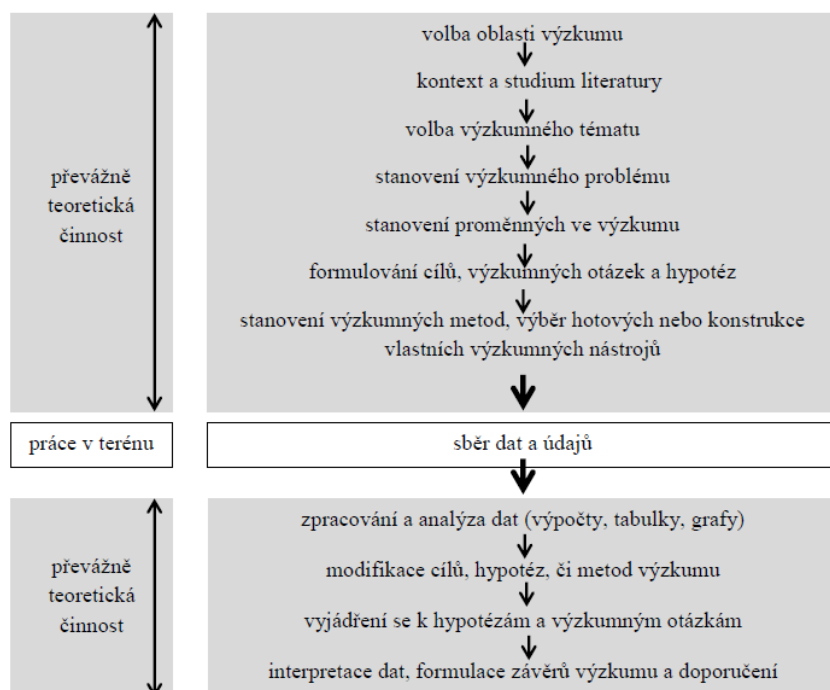 volba oblasti výzkumu
kontext a studium literatury
volba výzkumného tématu
stanovení výzkumného problému
stanovení proměnných ve výzkumu
formulování cílů, výzkumných otázek a hypotéz
stanovení výzkumných metod, výběr hotových nebo konstrukce
vlastních výzkumných nástrojů
převážně
teoretická
činnost
práce v terénu
sběr dat a údajů
zpracování a analýza dat (výpočty, tabulky, grafy)
modifikace cílů, hypotéz, či metod výzkumu
vyjádření se k hypotézám a výzkumným otázkám
interpretace dat, formulace závěrů výzkumu a doporučení
převážně
teoretická
činnost